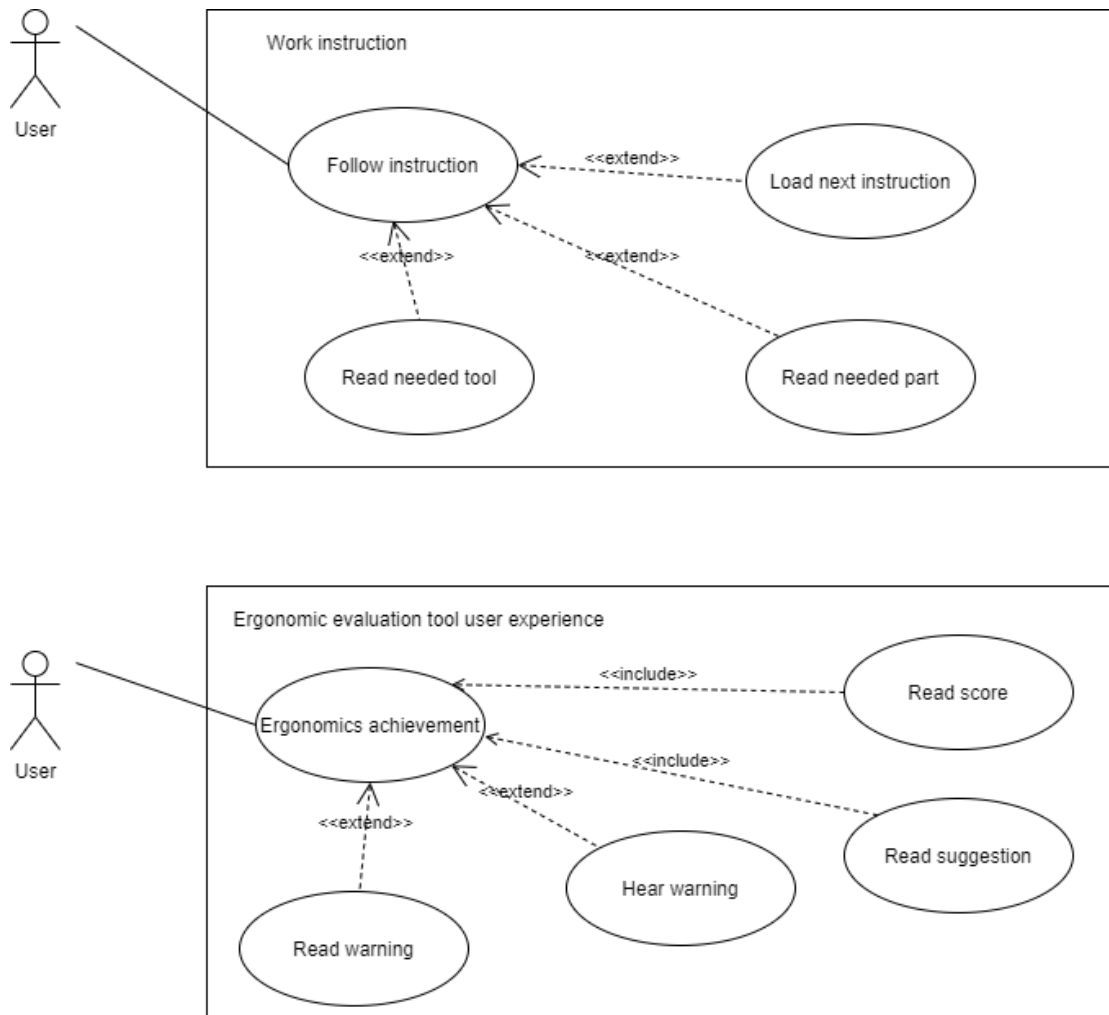 User
Work instruction
Follow instruction
<<extend>>
Load next instruction
<<extend>>
<<extend>>
Read needed tool
Read needed part
User
Ergonomic evaluation tool user experience
Ergonomics achievement
<<include>>
Read score
<<include>>
<<extend>>
<<extend>>
Read suggestion
Hear warning
Read warning